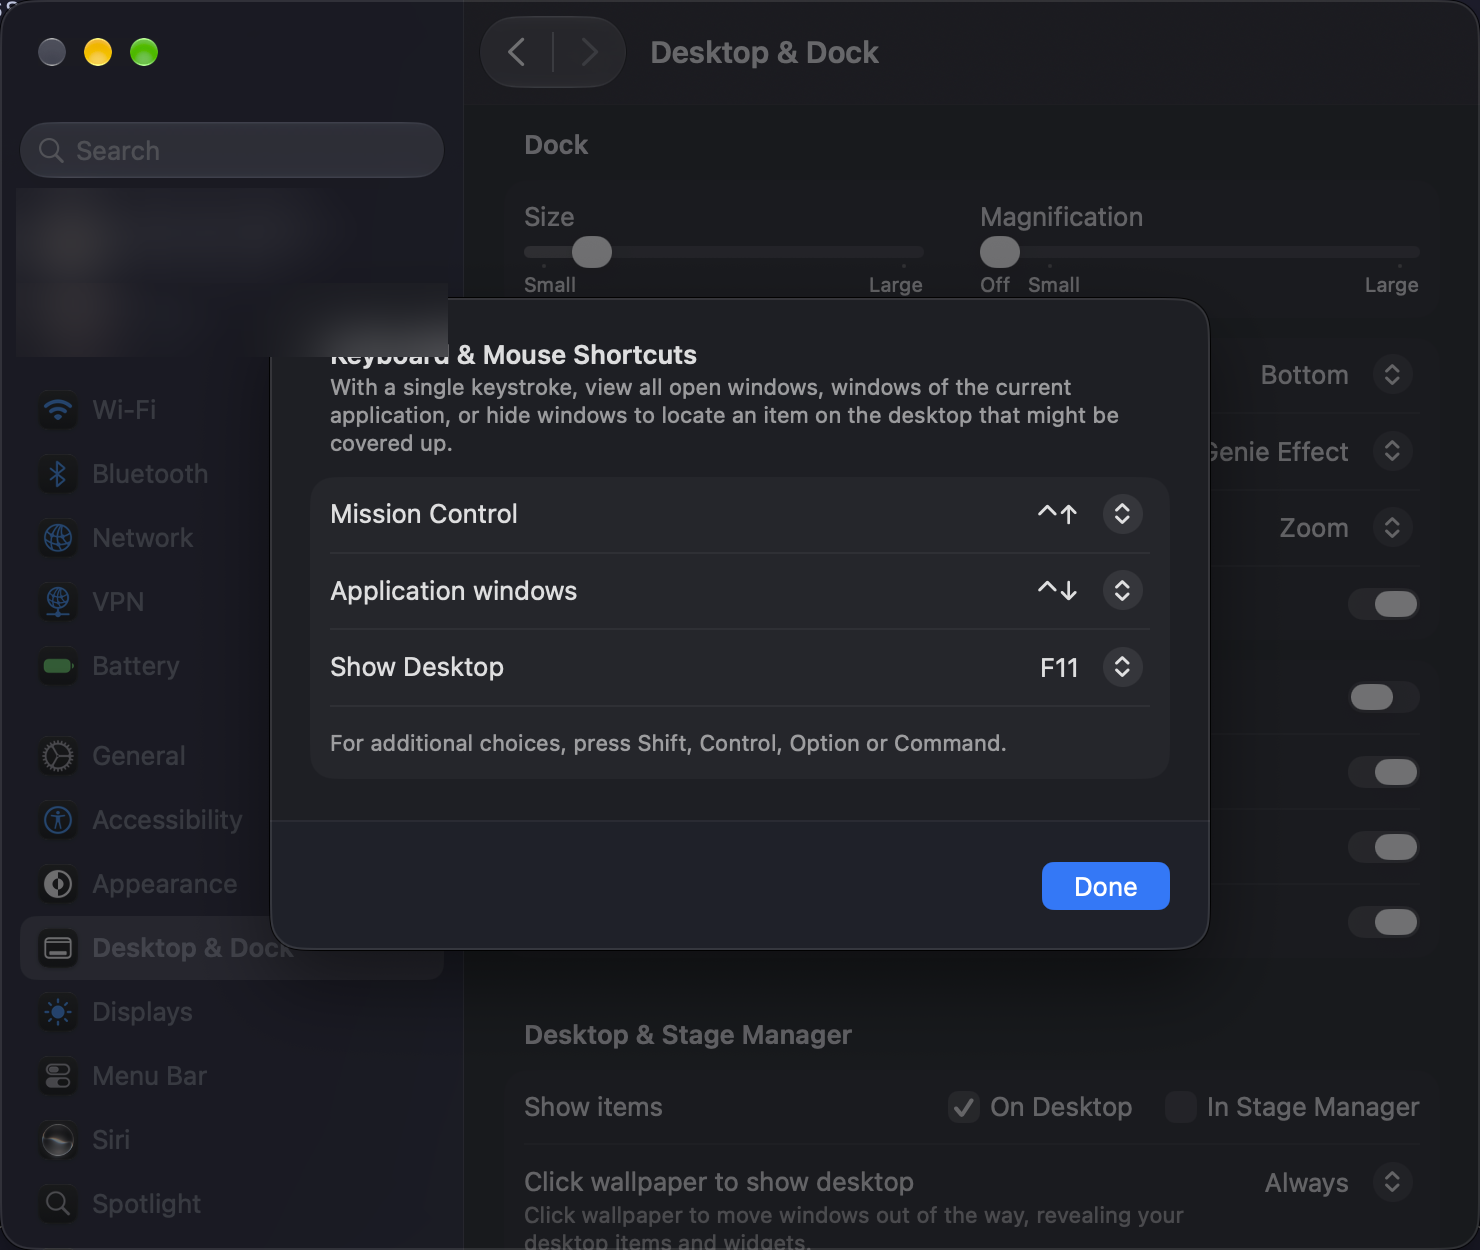 Desktop & Dock
Search
Wi-Fi
Bluetooth
Network
VPN
Battery
General
Accessibility
Appearance
Desktop & Dock
Displays
Menu Bar
Siri
Spotlight
Dock
Size
Magnification
Small
Large
Off
Small
Large
Bottom
Genie Effect
Zoom
Keyboard & Mouse Shortcuts
With a single keystroke, view all open windows, windows of the current
application, or hide windows to locate an item on the desktop that might be
covered up.
Mission Control ^↑
Application windows ^↓
Show Desktop F11
For additional choices, press Shift, Control, Option or Command.
Done
Desktop & Stage Manager
Show items On Desktop In Stage Manager
Click wallpaper to show desktop Always
Click wallpaper to move windows out of the way, revealing your
desktop items and widgets.